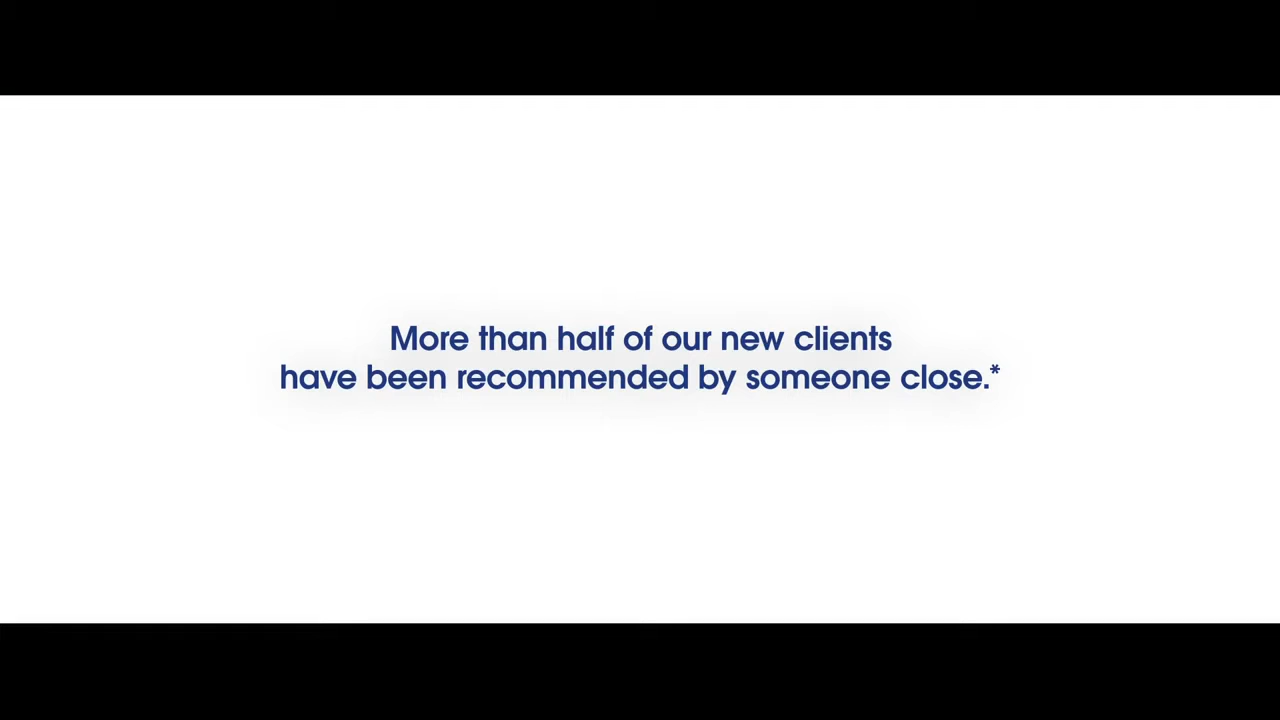 More than half of our new clients
have been recommended by someone close.*